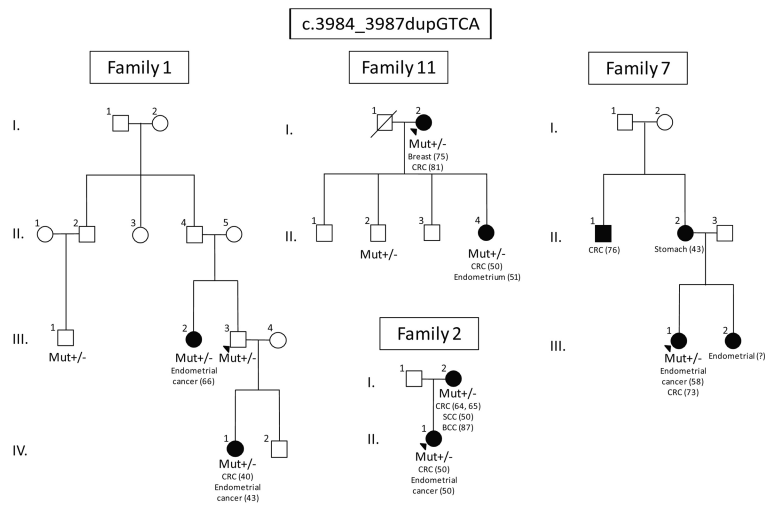 c.3984_3987dupGTCA
Family 1
Family 11
Family 7
I.
1
2
II.
1
2
3
4
5
III.
1
Mut+/-
2
Mut+/-
Endometrial
cancer (66)
3
Mut+/-
4
IV.
1
Mut+/-
CRC (40)
Endometrial
cancer (43)
2
I.
1
2
Mut+/-
Breast (75)
CRC (81)
II.
1
2
Mut+/-
3
4
Mut+/-
CRC (50)
Endometrium (51)
Family 2
I.
1
2
Mut+/-
CRC (64, 65)
SCC (50)
BCC (87)
II.
1
Mut+/-
CRC (50)
Endometrial
cancer (50)
I.
1
2
II.
1
CRC (76)
2
Stomach (43)
3
III.
1
Mut+/-
Endometrial
cancer (58)
CRC (73)
2
Endometrial (?)